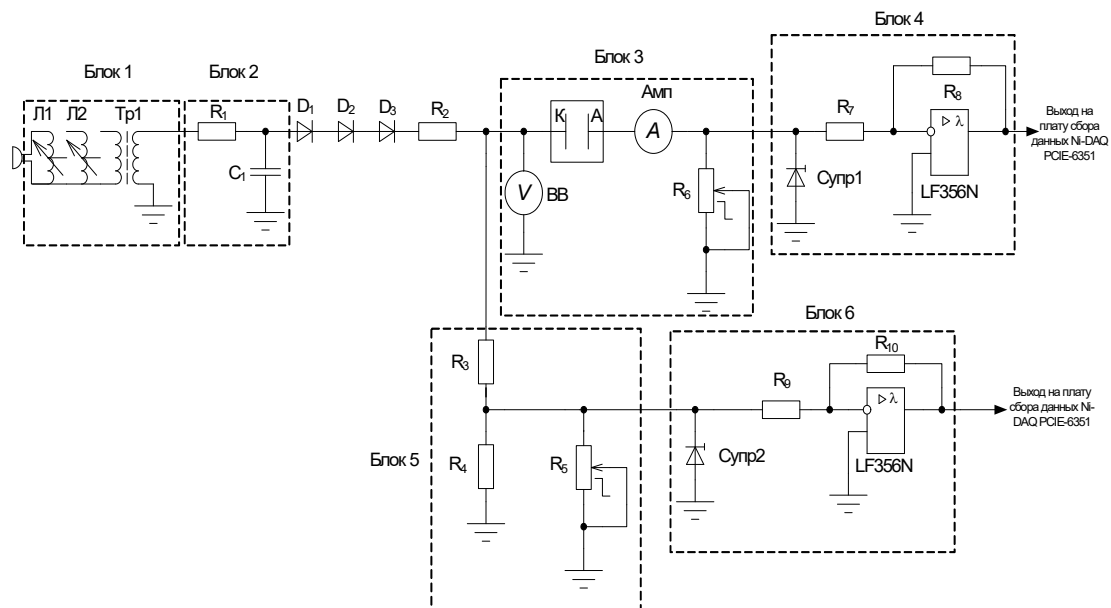 Блок 1
Блок 2
Блок 3
Блок 4
Л1
Л2
Тр1
R1
C1
D1
D2
D3
R2
К
А
Амп
A
V
ВВ
R6
R7
R8
Супр1
▷ λ
LF356N
Выход на
плату сбора
данных Ni-DAQ
PCIE-6351
Блок 5
Блок 6
R3
R4
R5
R9
R10
Супр2
▷ λ
LF356N
Выход на плату
сбора данных Ni-
DAQ PCIE-6351